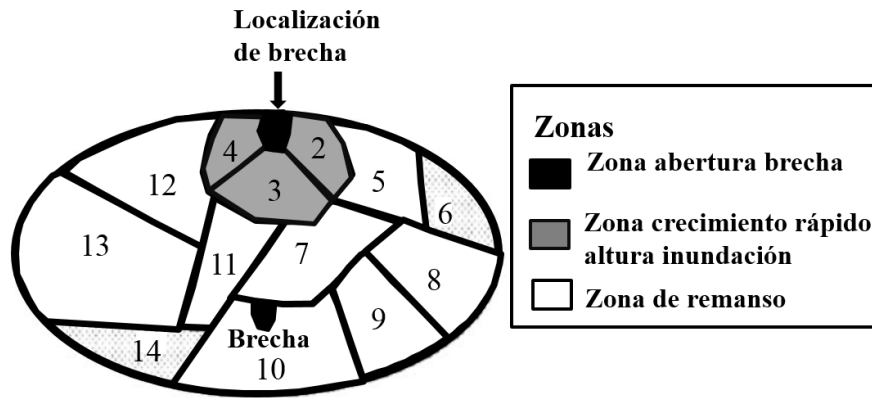 Localización
de brecha
4
2
3
5
6
12
13
11
7
8
9
14
Brecha
10
Zonas
Zona abertura brecha
Zona crecimiento rápido
altura inundación
Zona de remanso